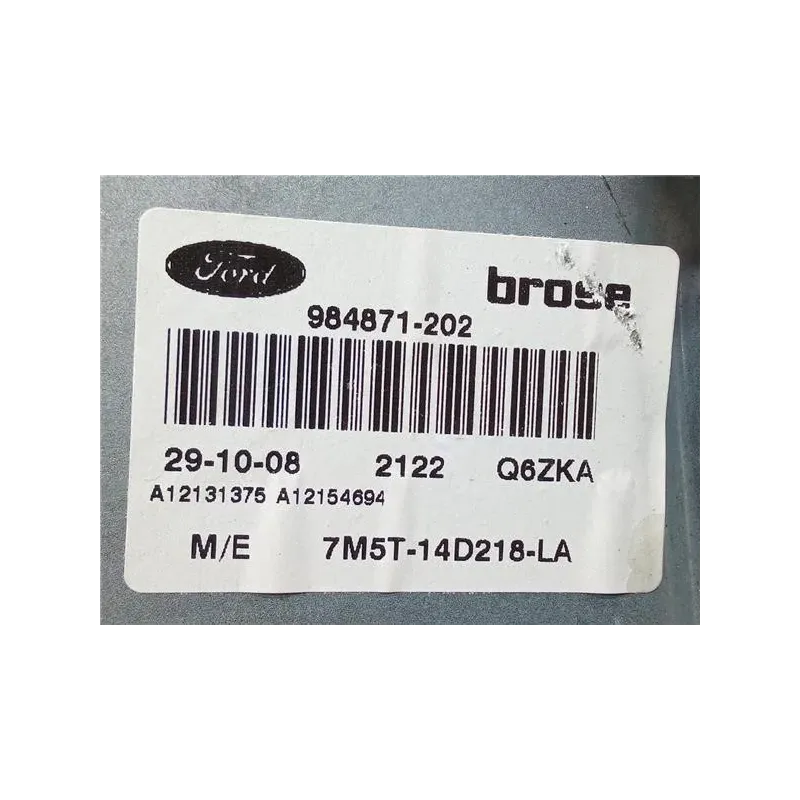 Ford
brose
984871-202
29-10-08 2122 Q6ZKA
A12131375 A12154694
M/E 7M5T-14D218-LA